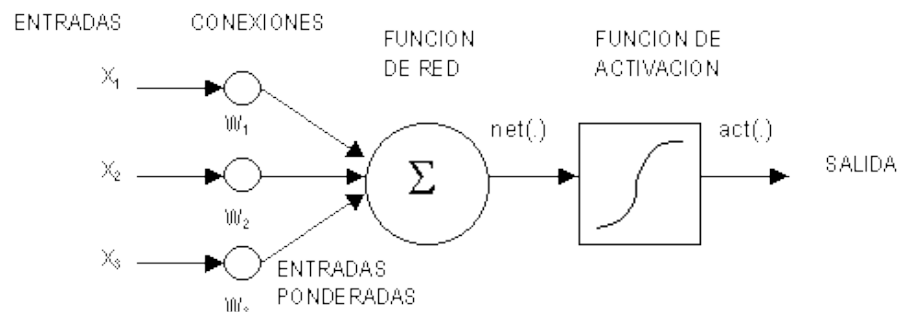 ENTRADAS
CONEXIONES
FUNCION
DE RED
FUNCION DE
ACTIVACION
X1
W1
net(.)
act(.)
X2
Σ
SALIDA
W2
X3
ENTRADAS
PONDERADAS